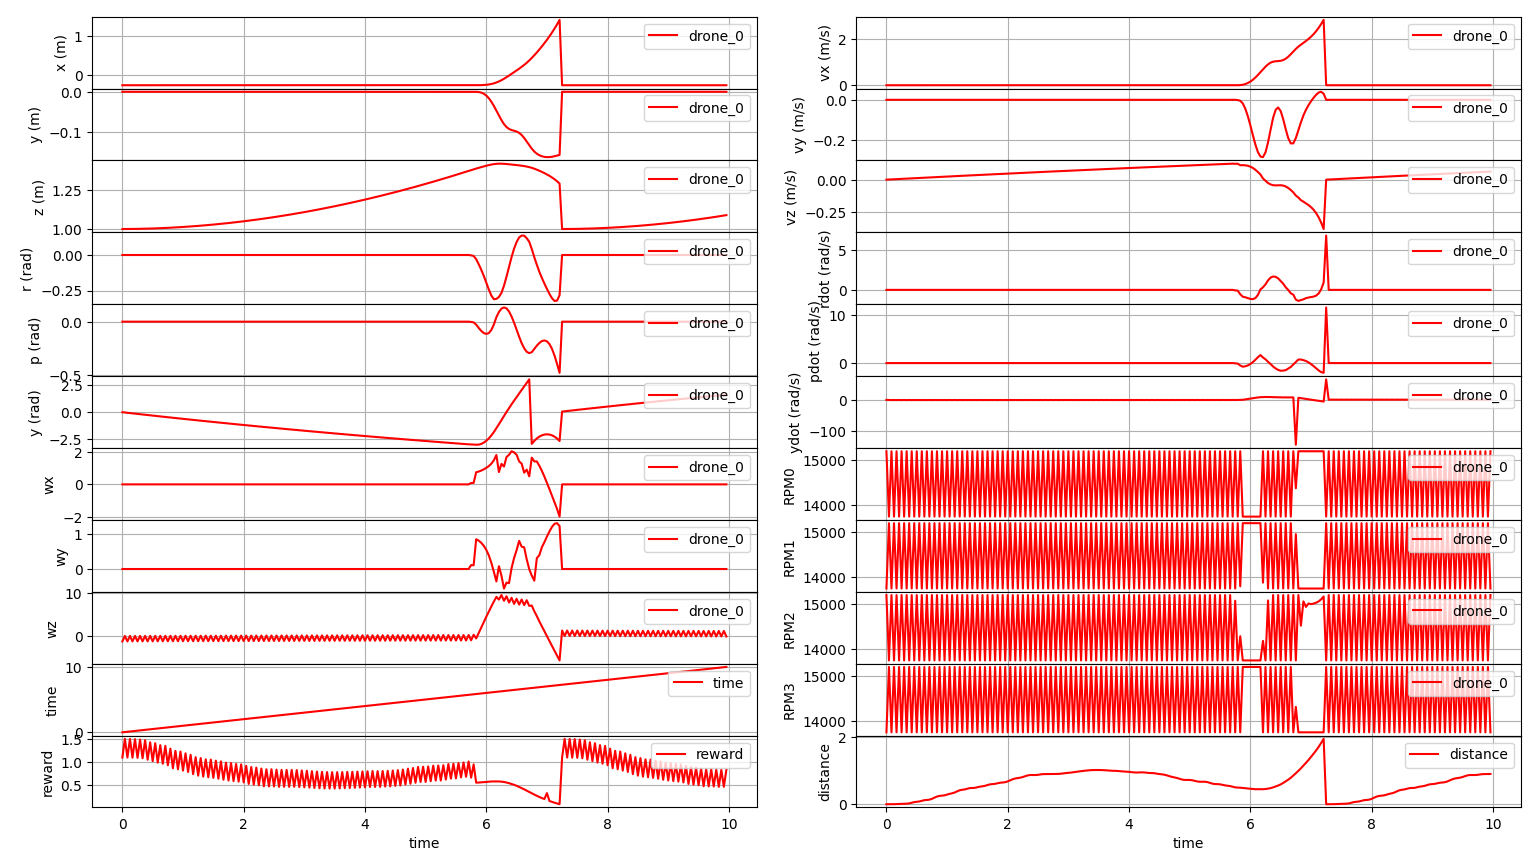 x (m)
1
0
drone_0
y (m)
0.0
−0.1
drone_0
z (m)
1.25
1.00
drone_0
r (rad)
0.00
−0.25
drone_0
p (rad)
0.0
−0.5
drone_0
y (rad)
2.5
0.0
−2.5
drone_0
wx
2
0
−2
drone_0
wy
1
0
drone_0
wz
10
0
drone_0
time
10
0
time
reward
1.5
1.0
0.5
reward
0 2 4 6 8 10
time
vx (m/s)
2
0
drone_0
vy (m/s)
0.0
−0.2
drone_0
vz (m/s)
0.00
−0.25
drone_0
rdot (rad/s)
5
0
drone_0
pdot (rad/s)
10
0
drone_0
ydot (rad/s)
0
−100
drone_0
RPM0
15000
14000
drone_0
RPM1
15000
14000
drone_0
RPM2
15000
14000
drone_0
RPM3
15000
14000
drone_0
distance
2
0
distance
0 2 4 6 8 10
time